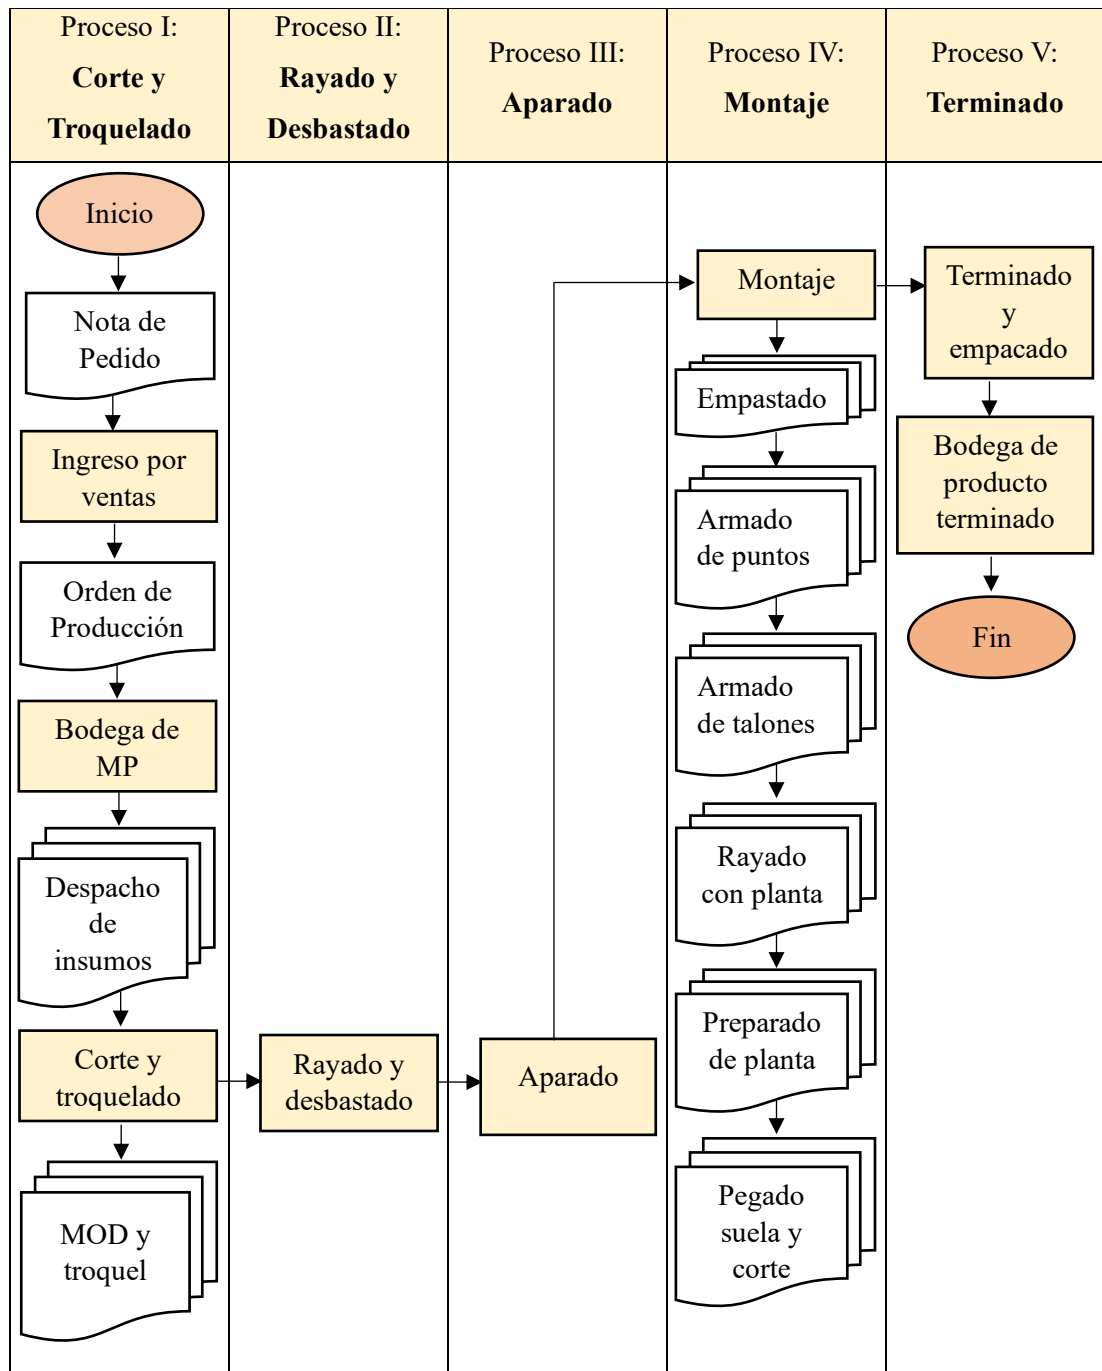 Proceso I:
Corte y
Troquelado
Proceso II:
Rayado y
Desbastado
Proceso III:
Aparado
Proceso IV:
Montaje
Proceso V:
Terminado
Inicio
Nota de
Pedido
Ingreso por
ventas
Orden de
Producción
Bodega de
MP
Despacho
de
insumos
Corte y
troquelado
MOD y
troquel
Rayado y
desbastado
Aparado
Montaje
Empastado
Armado
de puntos
Armado
de talones
Rayado
con planta
Preparado
de planta
Pegado
suela y
corte
Terminado
y
empacado
Bodega de
producto
terminado
Fin